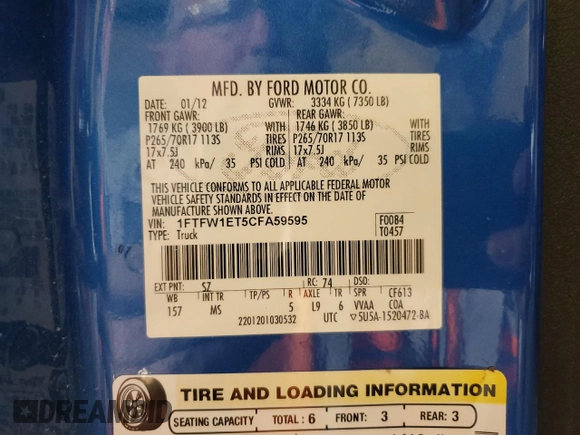 MFD. BY FORD MOTOR CO.
DATE: 01/12 GVWR: 3334 KG ( 7350 LB)
FRONT GAWR: REAR GAWR:
1769 KG ( 3900 LB) WITH 1746 KG ( 3850 LB) WITH
P265/70R17 113S TIRES P265/70R17 113S TIRES
17x7.5J RIMS 17x7.5J RIMS
AT 240 kPa/ 35 PSI COLD AT 240 kPa/ 35 PSI COLD
THIS VEHICLE CONFORMS TO ALL APPLICABLE FEDERAL MOTOR
VEHICLE SAFETY STANDARDS IN EFFECT ON THE DATE OF
MANUFACTURE SHOWN ABOVE.
VIN: 1FTFW1ET5CFA59595 F0084
TYPE: Truck T0457
EXT PNT: SZ RC: 74 DSO:
WB INT TR TP/PS R AXLE TR SPR CF613
157 MS 5 L9 6 VVAA COA
2201201030532 UTC ▽5U5A-1520472-BA
TIRE AND LOADING INFORMATION
SEATING CAPACITY TOTAL : 6 FRONT: 3 REAR: 3
DREAMBID